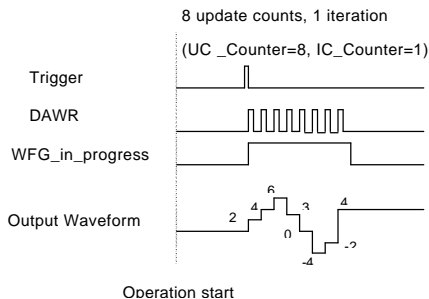 8 update counts, 1 iteration
(UC _Counter=8, IC_Counter=1)
Trigger
DAWR
WFG_in_progress
Output Waveform
2 4 6 3 0 -4 -2 4
Operation start